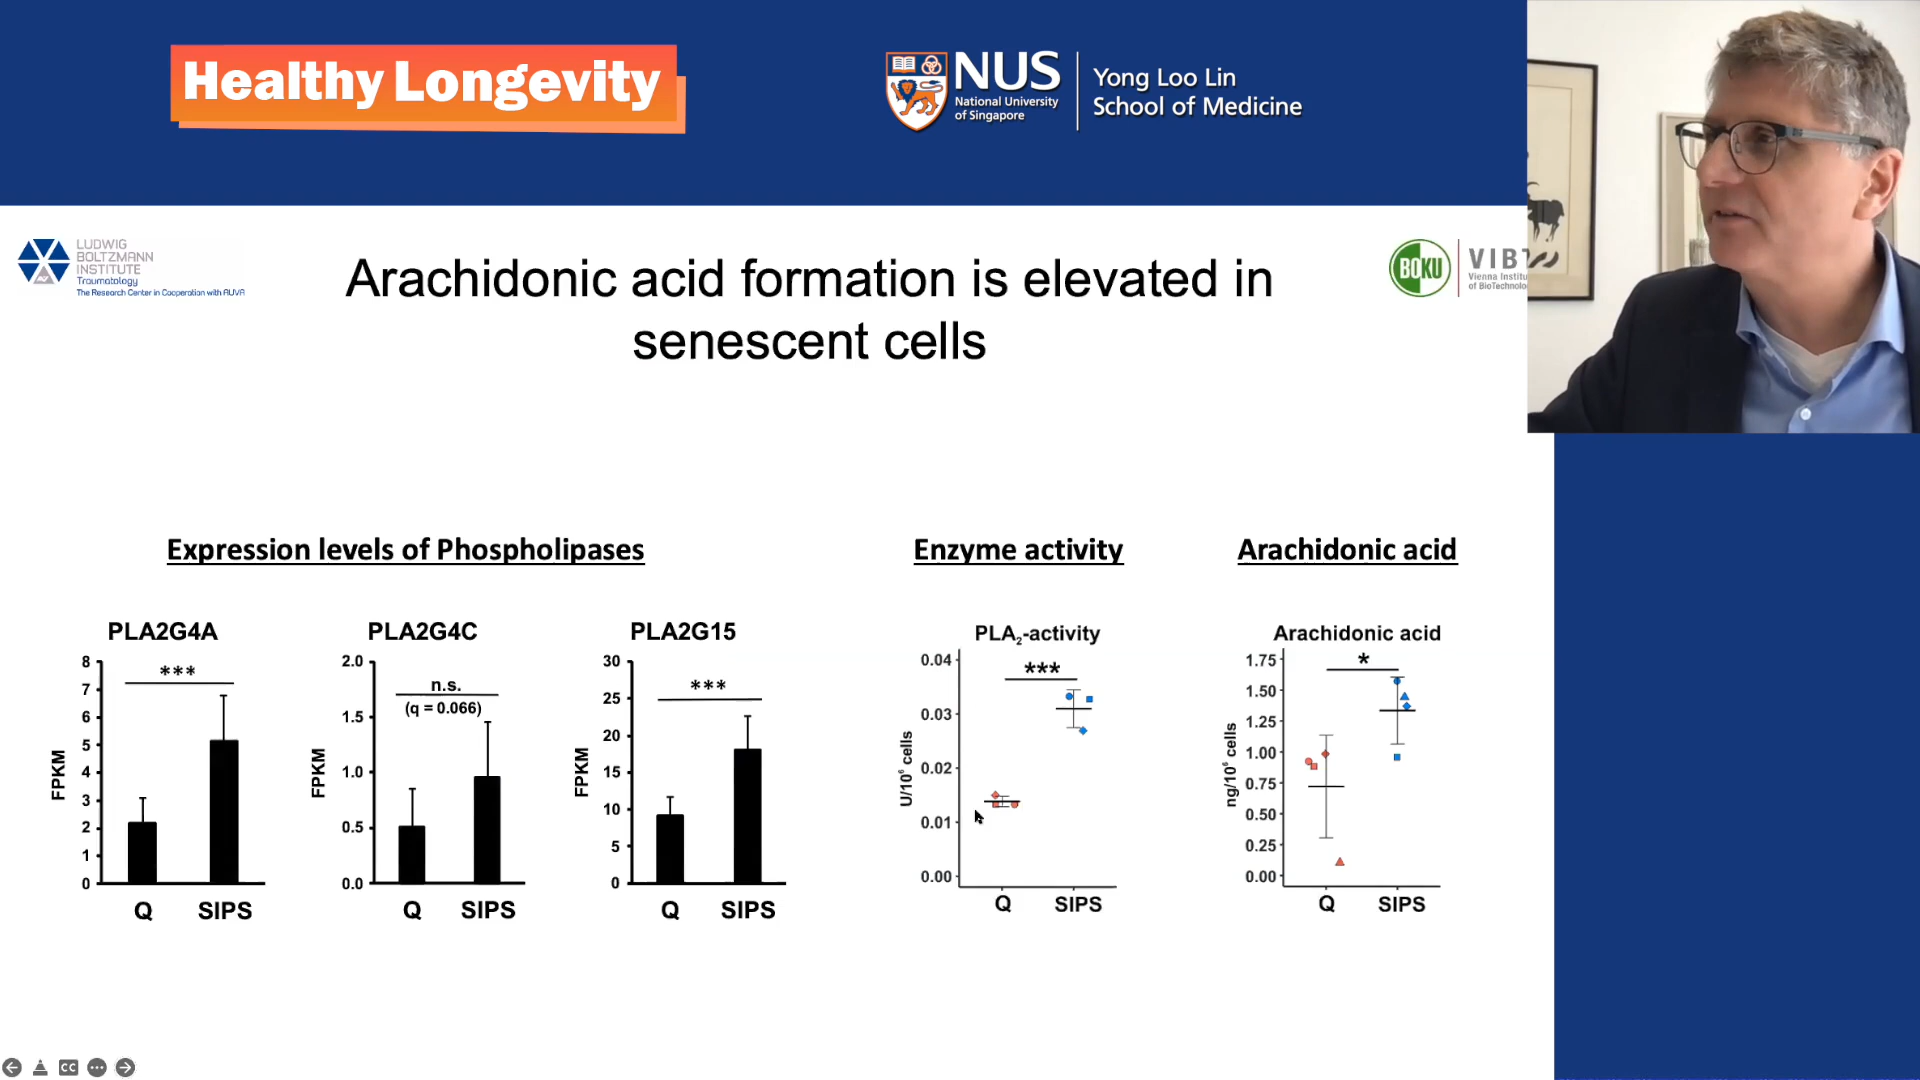 Healthy Longevity
NUS
National University
of Singapore
Yong Loo Lin
School of Medicine
LUDWIG
BOLTZMANN
INSTITUTE
Traumatology
The Research Center in Cooperation with AUVA
Arachidonic acid formation is elevated in
senescent cells
BOKU
VIBT
Vienna Institu
of BioTechnolo
Expression levels of Phospholipases
Enzyme activity
Arachidonic acid
PLA2G4A
***
8
7
6
5
4
3
2
1
0
FPKM
Q SIPS
PLA2G4C
n.s.
(q = 0.066)
2.0
1.5
1.0
0.5
0.0
FPKM
Q SIPS
PLA2G15
***
30
25
20
15
10
5
0
FPKM
Q SIPS
PLA₂-activity
***
0.04
0.03
0.02
0.01
0.00
U/10⁶ cells
Q SIPS
Arachidonic acid
*
1.75
1.50
1.25
1.00
0.75
0.50
0.25
0.00
ng/10⁶ cells
Q SIPS
CC